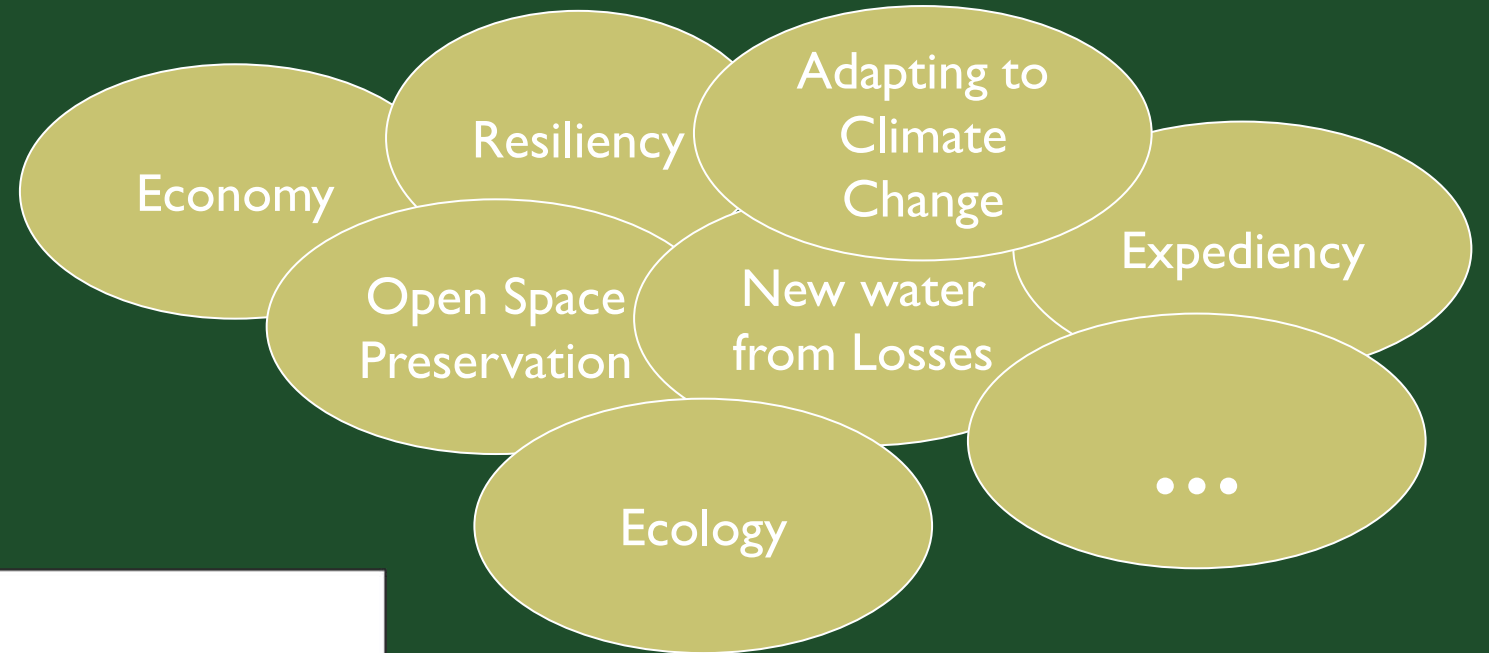 Economy
Resiliency
Adapting to
Climate
Change
Expediency
Open Space
Preservation
New water
from Losses
Ecology
...